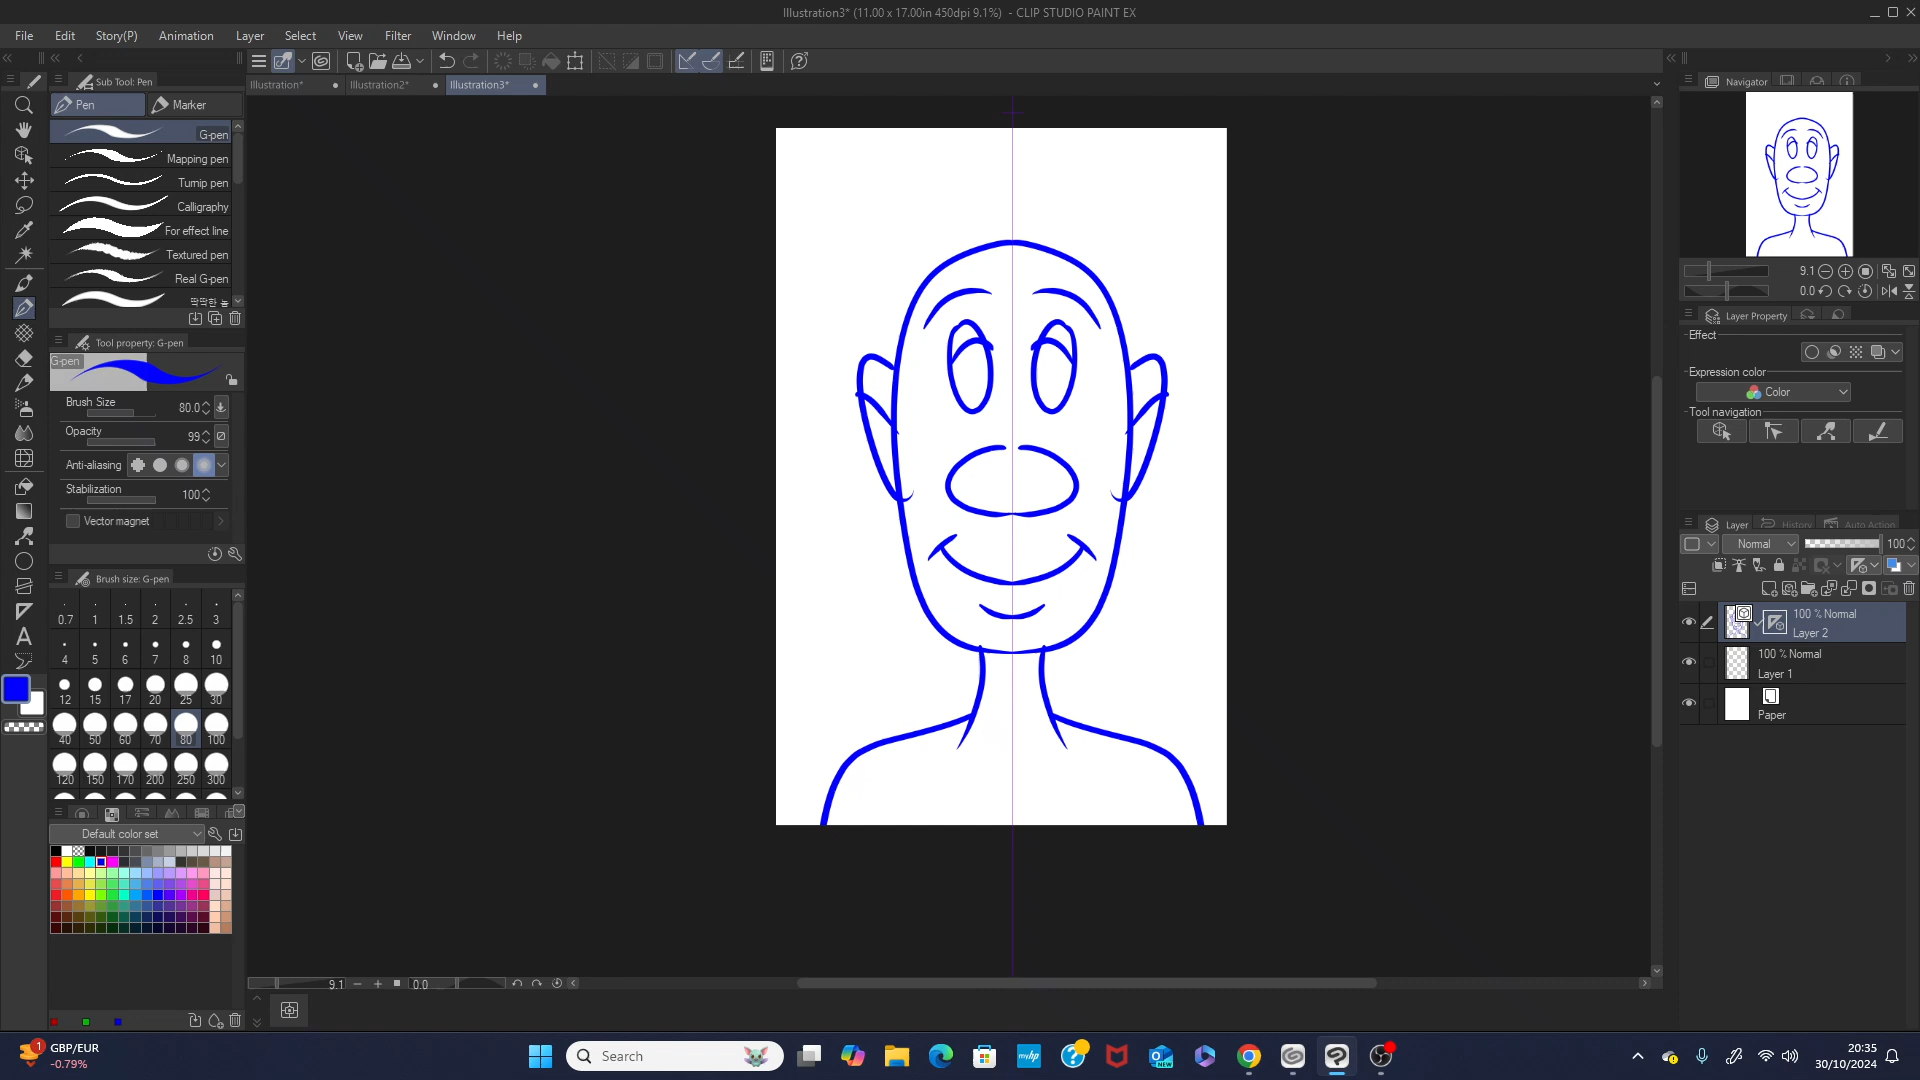 Illustration3* (11.00 x 17.00in 450dpi 9.1%) - CLIP STUDIO PAINT EX
File Edit Story(P) Animation Layer Select View Filter Window Help
Sub Tool: Pen
Illustration* Illustration2* Illustration3*
Navigator
Pen Marker
G-pen
Mapping pen
Turnip pen
Calligraphy
For effect line
Textured pen
Real G-pen
9.1
0.0
Tool property: G-pen
G-pen
Brush Size 80.0
Opacity 99
Anti-aliasing
Stabilization 100
Vector magnet
Layer Property
Effect
Expression color
Color
Tool navigation
Layer History Auto Action
Normal 100
100 % Normal
Layer 2
100 % Normal
Layer 1
Paper
Brush size: G-pen
0.7 1 1.5 2 2.5 3
4 5 6 7 8 10
12 15 17 20 25 30
40 50 60 70 80 100
120 150 170 200 250 300
Default color set
9.1 0.0
GBP/EUR
-0.79%
1
Search
myhp
NEW
20:35
30/10/2024